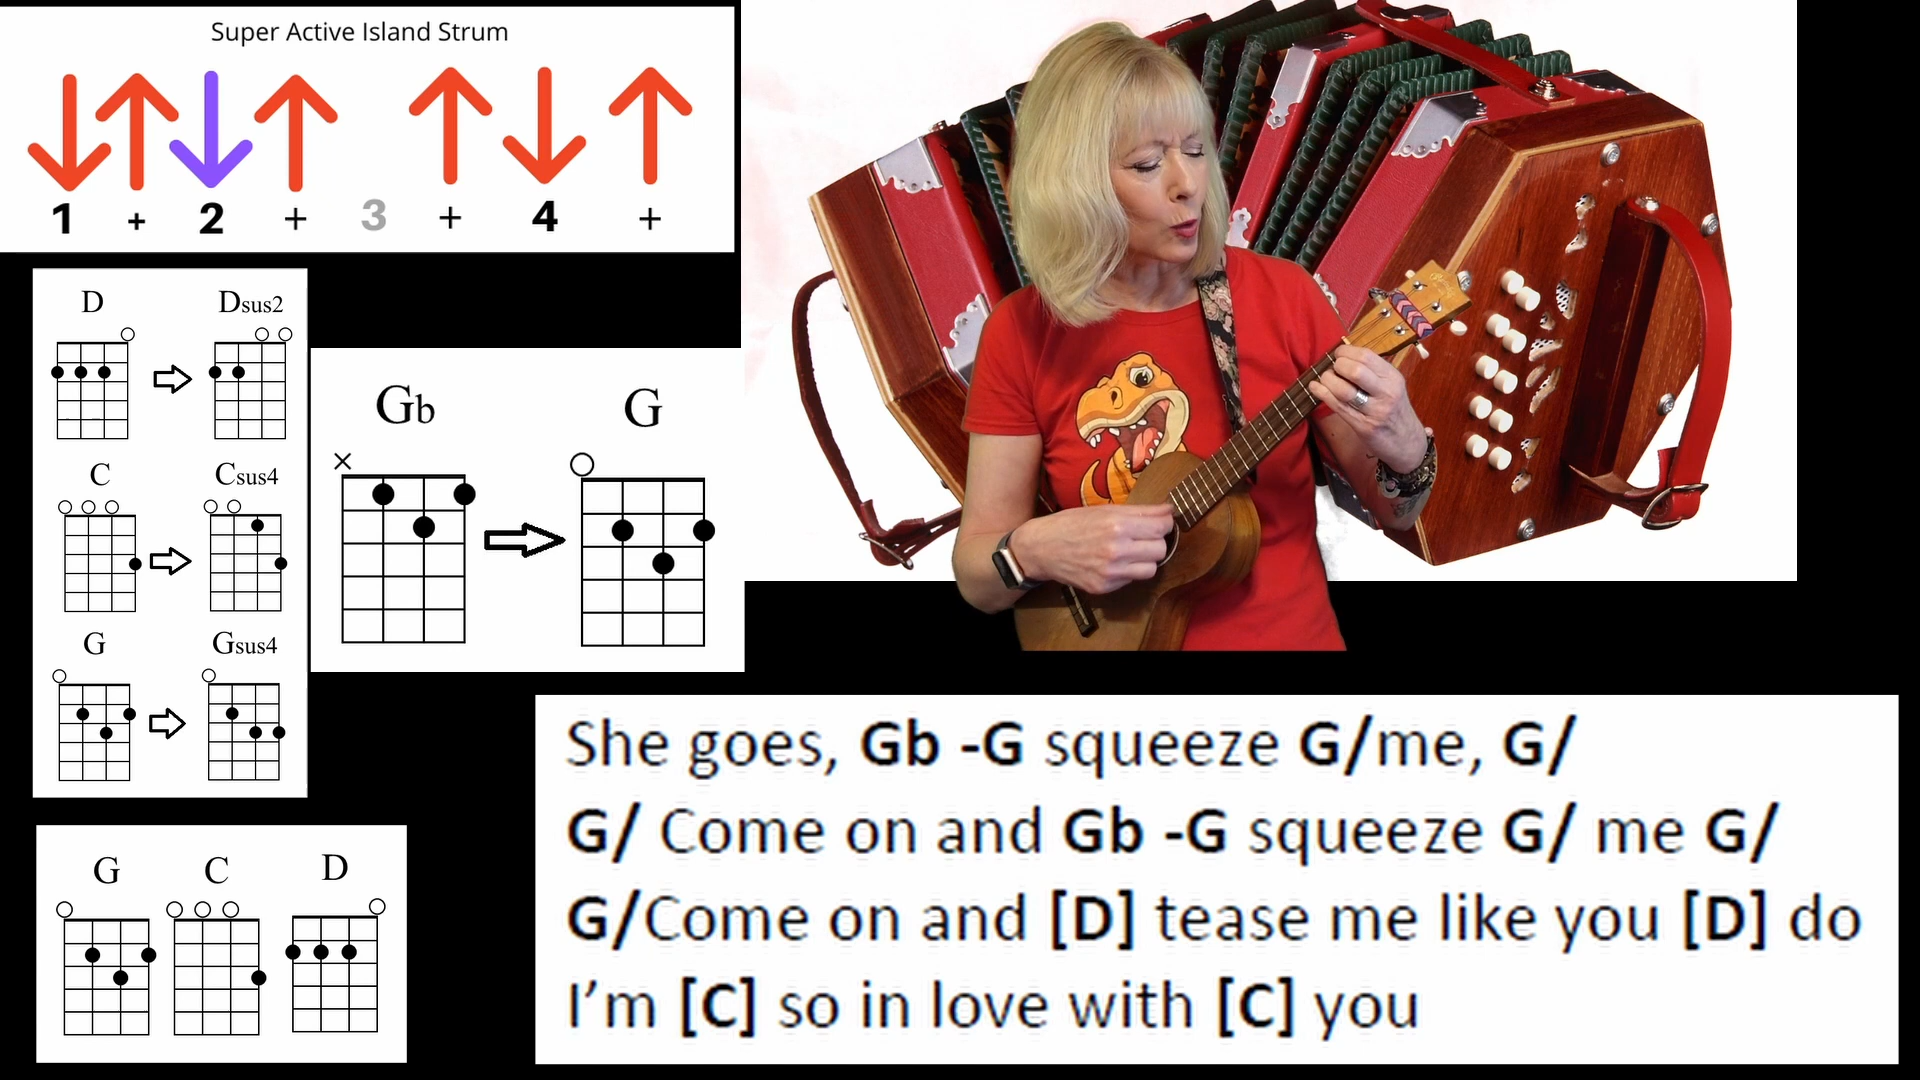 Super Active Island Strum
1 + 2 + 3 + 4 +
D Dsus2
C Csus4
G Gsus4
Gb G
G C D
She goes, Gb -G squeeze G/me, G/
G/ Come on and Gb -G squeeze G/ me G/
G/Come on and [D] tease me like you [D] do
I’m [C] so in love with [C] you